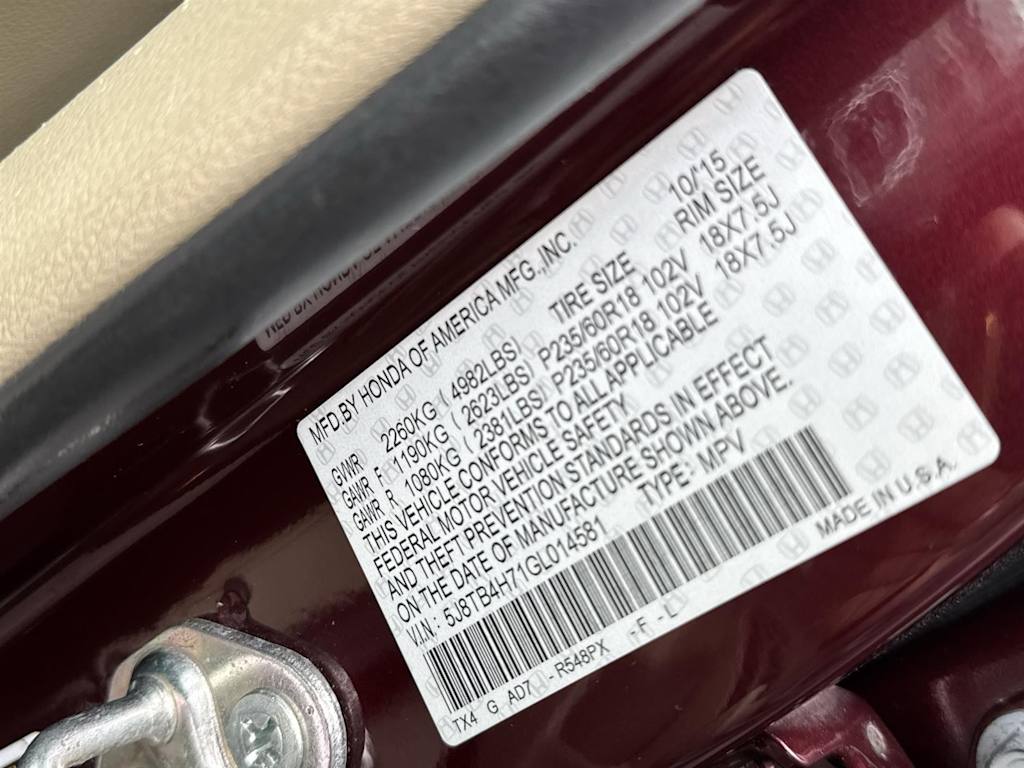 MFD.BY HONDA OF AMERICA MFG.,INC. 10/'15
GVWR 2260KG ( 4982LBS) TIRE SIZE RIM SIZE
GAWR F 1190KG ( 2623LBS) P235/60R18 102V 18X7.5J
GAWR R 1080KG ( 2381LBS) P235/60R18 102V 18X7.5J
THIS VEHICLE CONFORMS TO ALL APPLICABLE
FEDERAL MOTOR VEHICLE SAFETY
AND THEFT PREVENTION STANDARDS IN EFFECT
ON THE DATE OF MANUFACTURE SHOWN ABOVE.
V.I.N.: 5J8TB4H71GL014581 TYPE: MPV
TX4 G AD7 - R548PX FF - L MADE IN U.S.A.